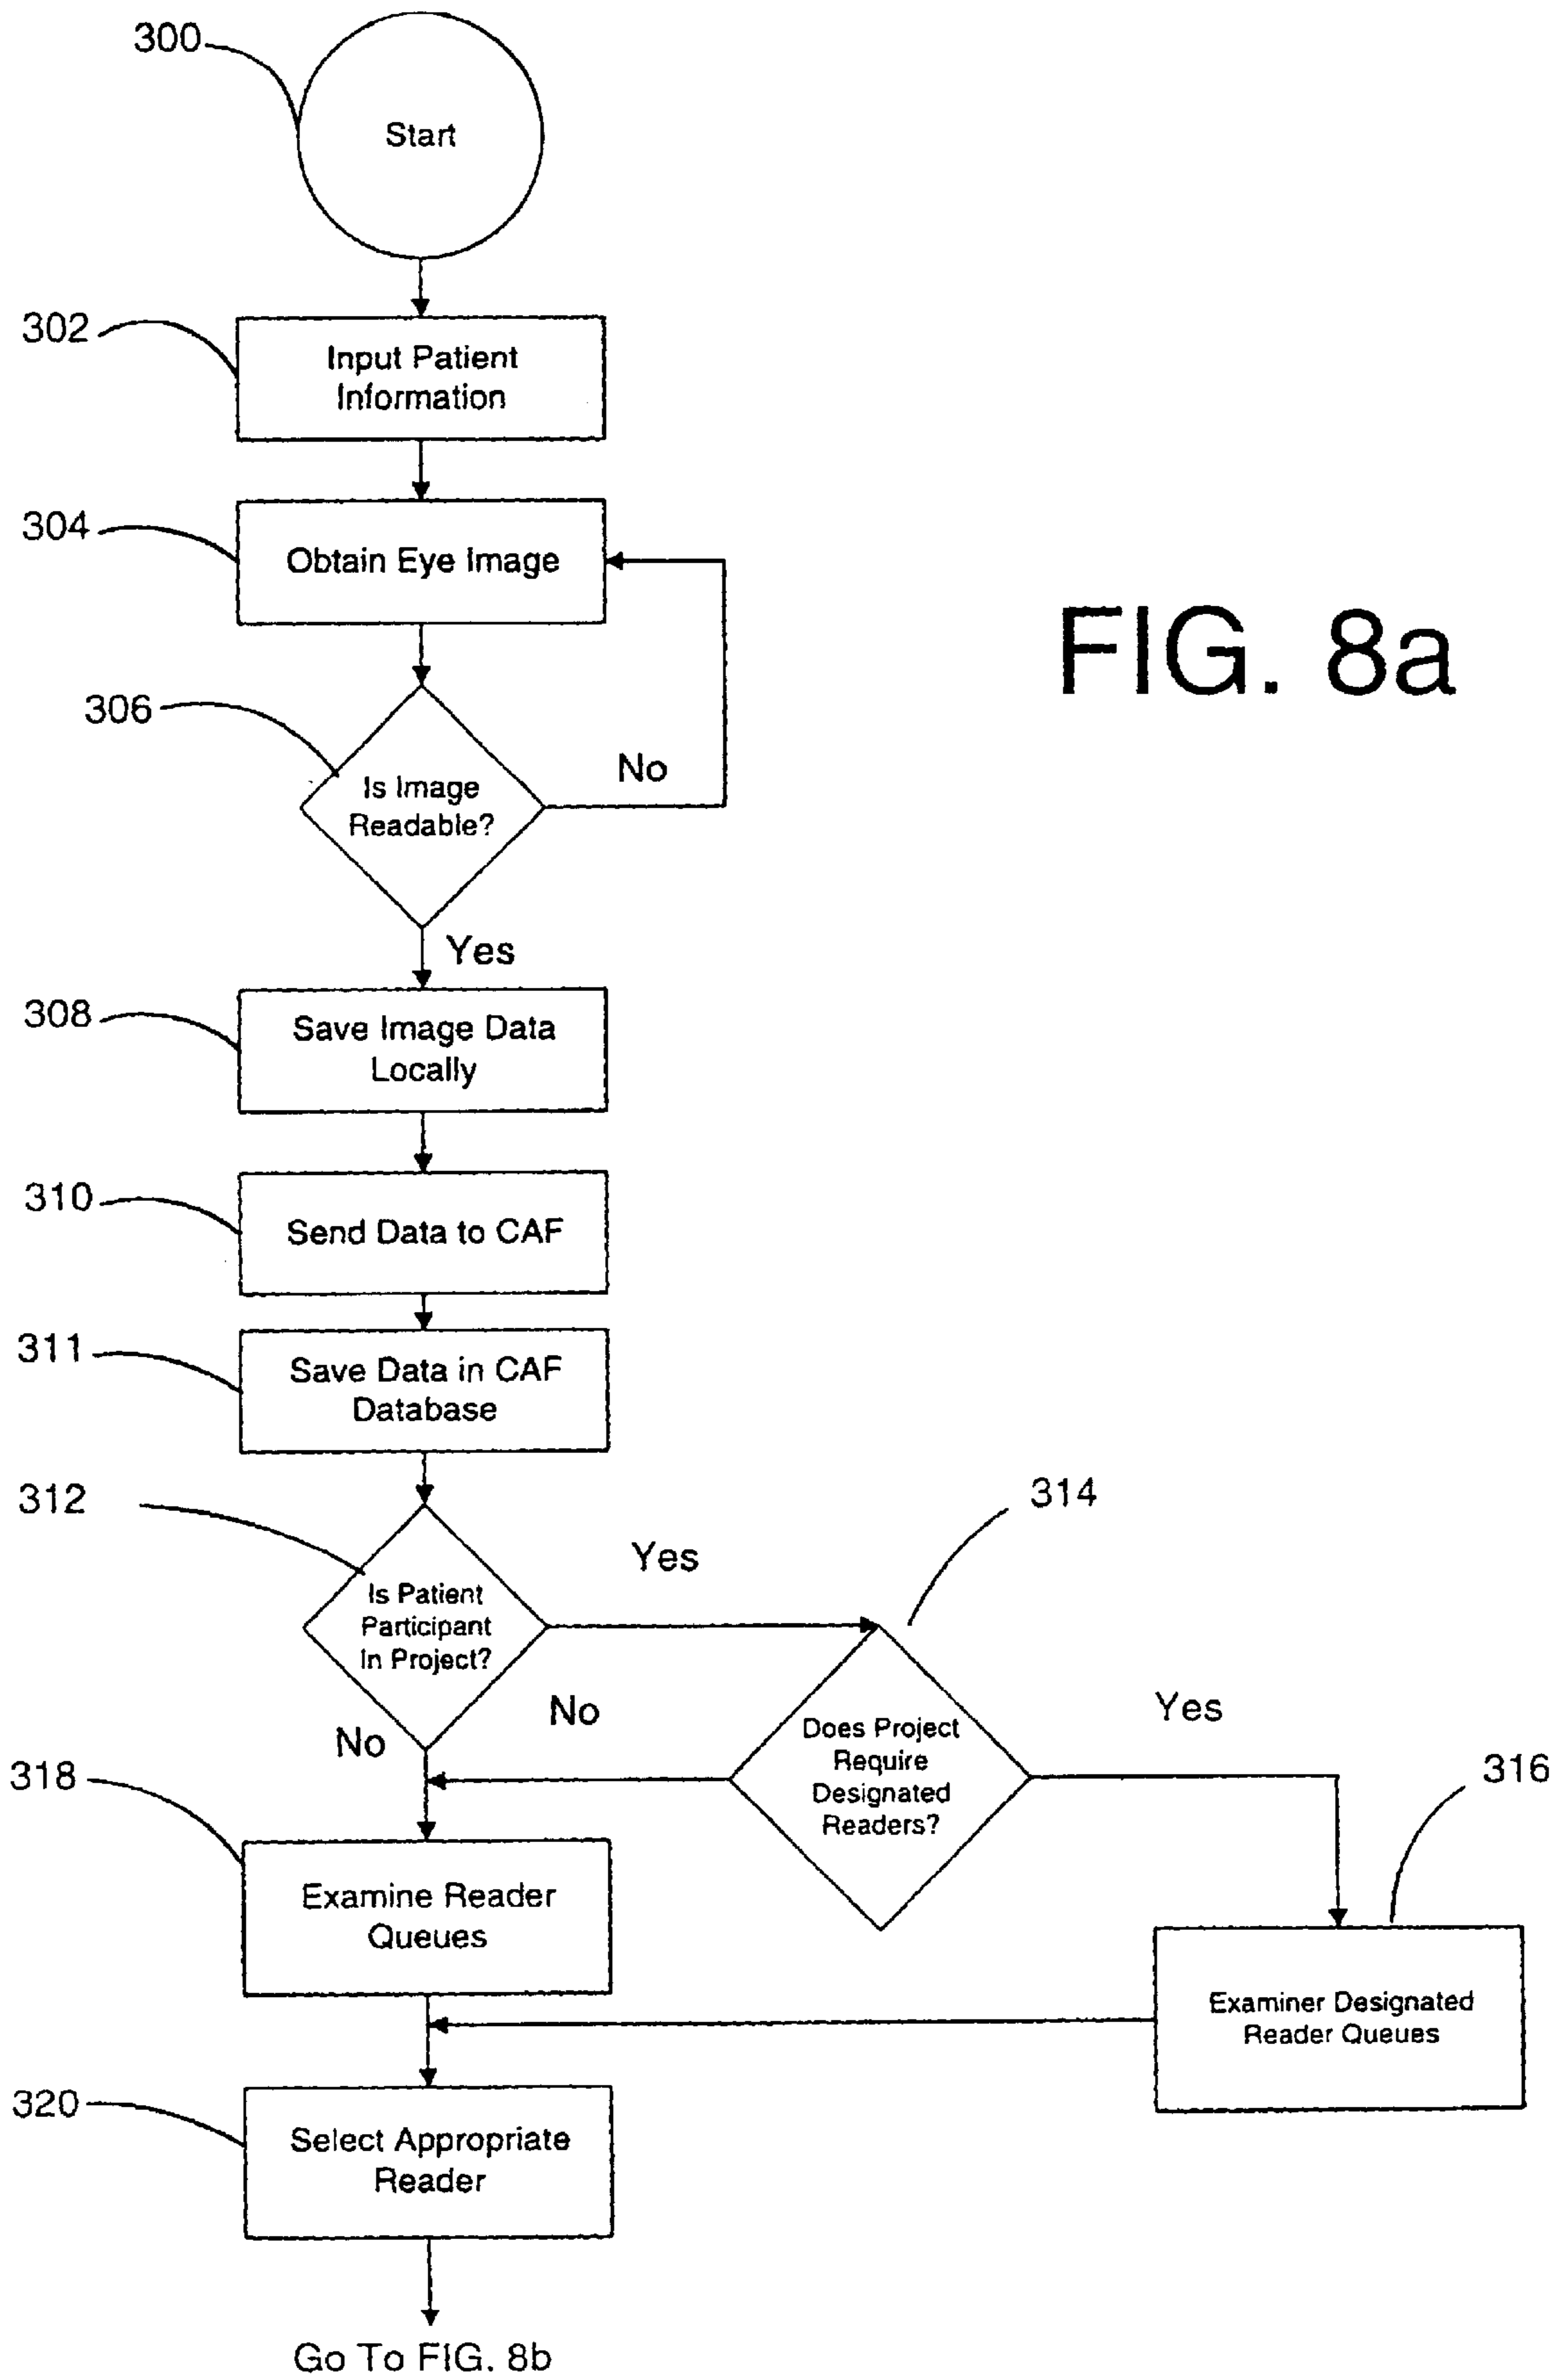 300
Start
302
Input Patient
Information
304
Obtain Eye Image
FIG. 8a
306
Is Image
Readable?
No
Yes
308
Save Image Data
Locally
310
Send Data to CAF
311
Save Data in CAF
Database
312
Is Patient
Participant
In Project?
Yes
314
No
No
Does Project
Require
Designated
Readers?
Yes
318
316
Examine Reader
Queues
Examiner Designated
Reader Queues
320
Select Appropriate
Reader
Go To FIG. 8b